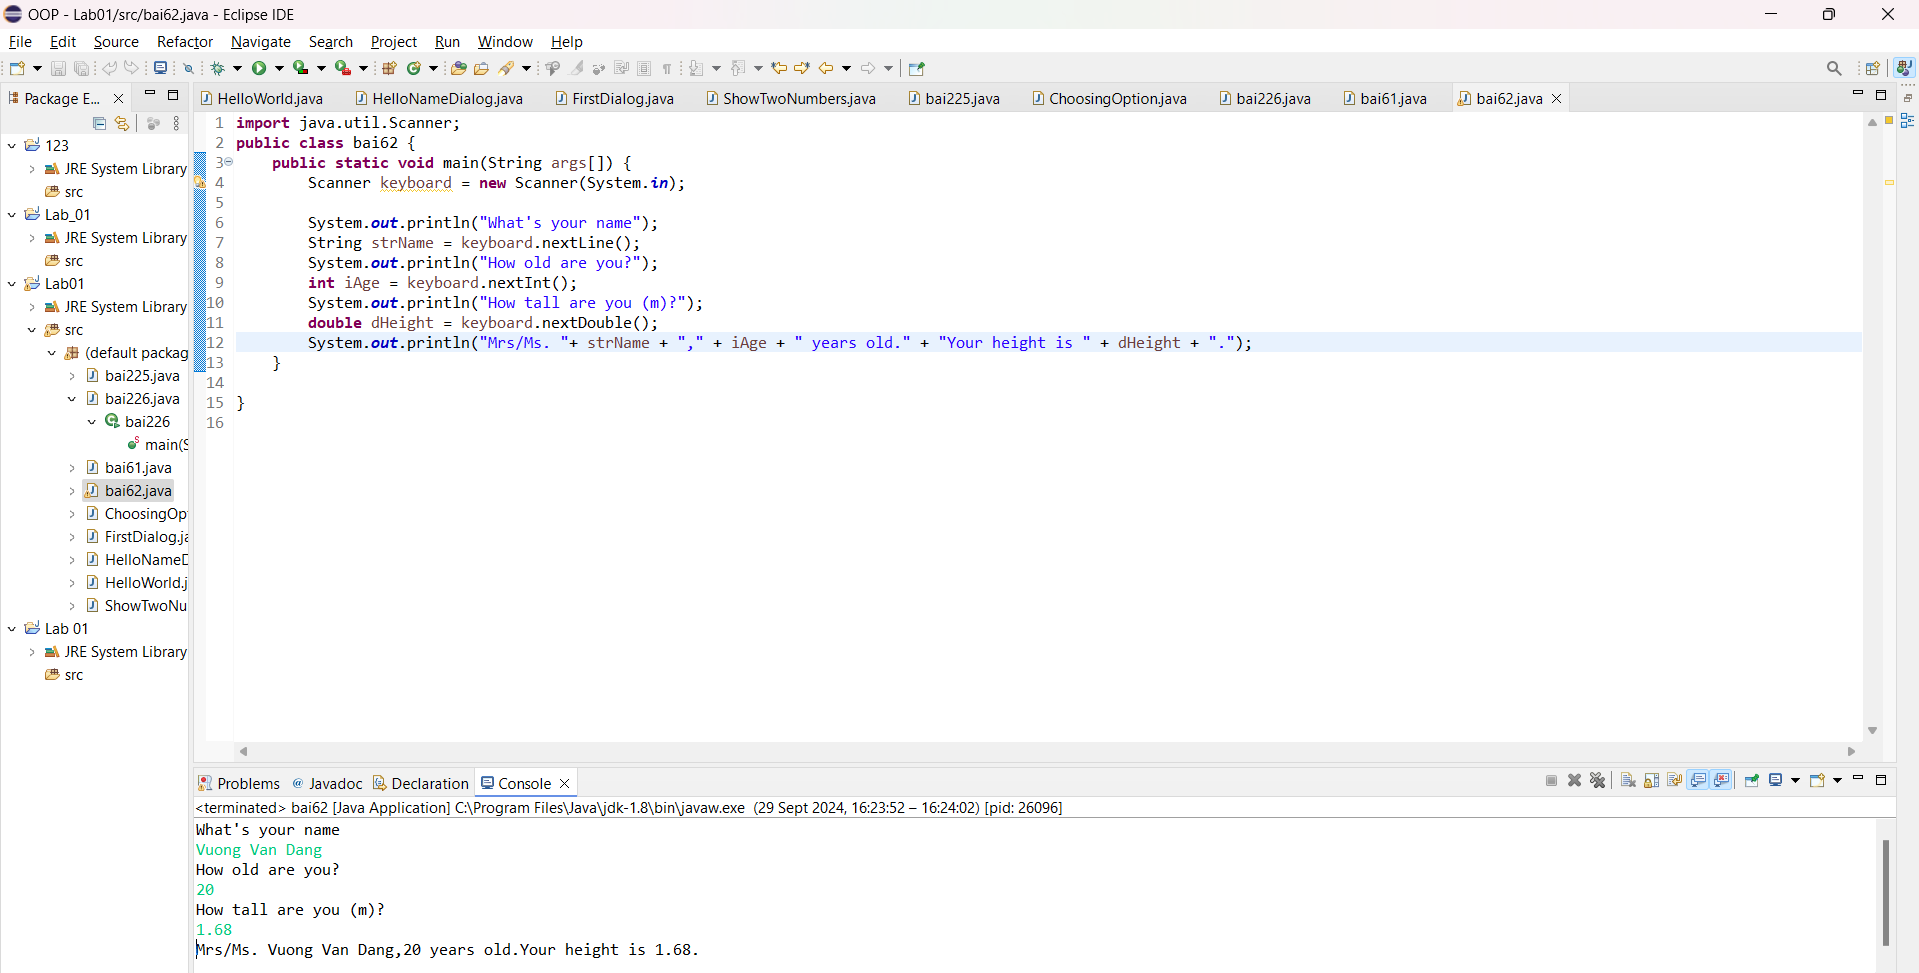 OOP - Lab01/src/bai62.java - Eclipse IDE
File Edit Source Refactor Navigate Search Project Run Window Help
Package E...
HelloWorld.java HelloNameDialog.java FirstDialog.java ShowTwoNumbers.java bai225.java ChoosingOption.java bai226.java bai61.java bai62.java
123
JRE System Library
src
Lab_01
JRE System Library
src
Lab01
JRE System Library
src
(default packag
bai225.java
bai226.java
bai226
main(S
bai61.java
bai62.java
ChoosingOp
FirstDialog.ja
HelloNameD
HelloWorld.j
ShowTwoNu
Lab 01
JRE System Library
src
1 import java.util.Scanner;
2 public class bai62 {
3 public static void main(String args[]) {
4 Scanner keyboard = new Scanner(System.in);
5
6 System.out.println("What's your name");
7 String strName = keyboard.nextLine();
8 System.out.println("How old are you?");
9 int iAge = keyboard.nextInt();
10 System.out.println("How tall are you (m)?");
11 double dHeight = keyboard.nextDouble();
12 System.out.println("Mrs/Ms. "+ strName + "," + iAge + " years old." + "Your height is " + dHeight + ".");
13 }
14
15 }
16
Problems @ Javadoc Declaration Console
<terminated> bai62 [Java Application] C:\Program Files\Java\jdk-1.8\bin\javaw.exe (29 Sept 2024, 16:23:52 – 16:24:02) [pid: 26096]
What's your name
Vuong Van Dang
How old are you?
20
How tall are you (m)?
1.68
Mrs/Ms. Vuong Van Dang,20 years old.Your height is 1.68.